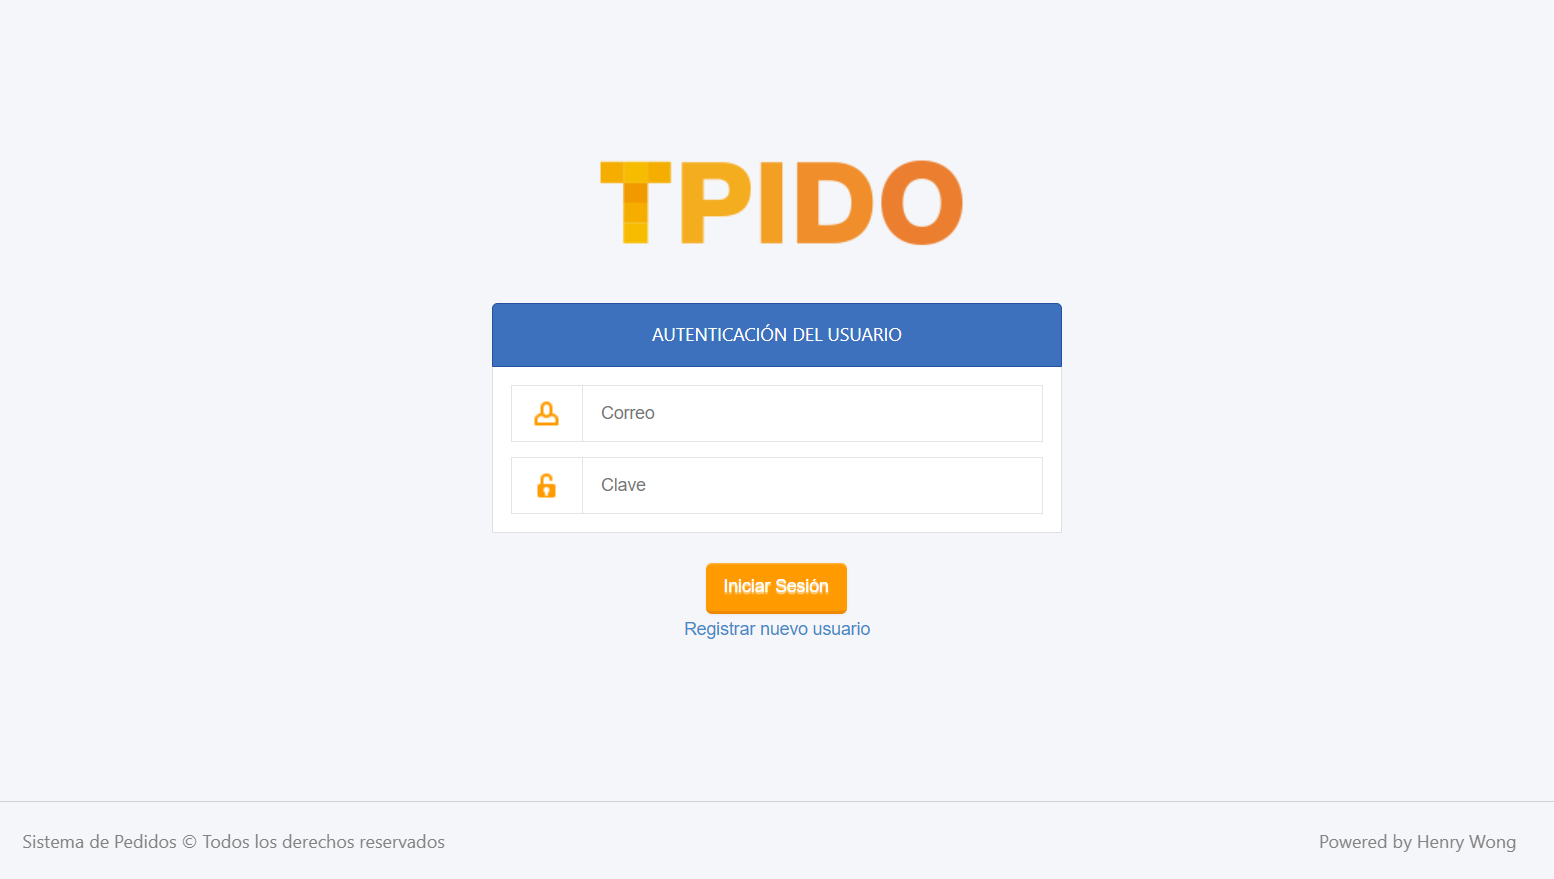 TPIDO
AUTENTICACIÓN DEL USUARIO
Correo
Clave
Iniciar Sesión
Registrar nuevo usuario
Sistema de Pedidos © Todos los derechos reservados
Powered by Henry Wong